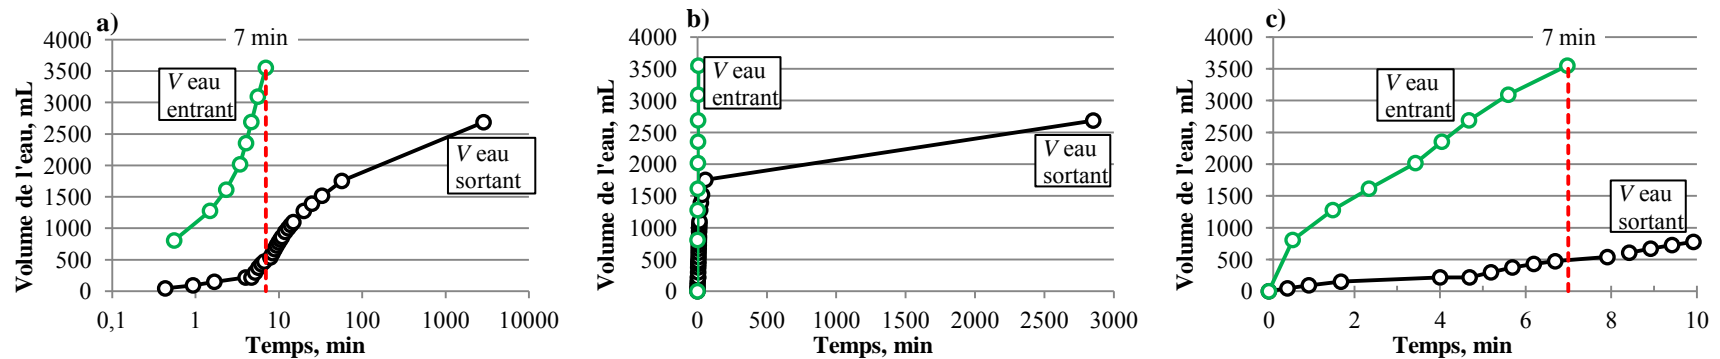 a)
7 min
4000
3500
3000
2500
2000
1500
1000
500
0
Volume de l'eau, mL
V eau
entrant
V eau
sortant
0,1
1
10
100
1000
10000
Temps, min
b)
4000
3500
3000
2500
2000
1500
1000
500
0
Volume de l'eau, mL
V eau
entrant
V eau
sortant
0
500
1000
1500
2000
2500
3000
Temps, min
c)
7 min
4000
3500
3000
2500
2000
1500
1000
500
0
Volume de l'eau, mL
V eau
entrant
V eau
sortant
0
2
4
6
8
10
Temps, min